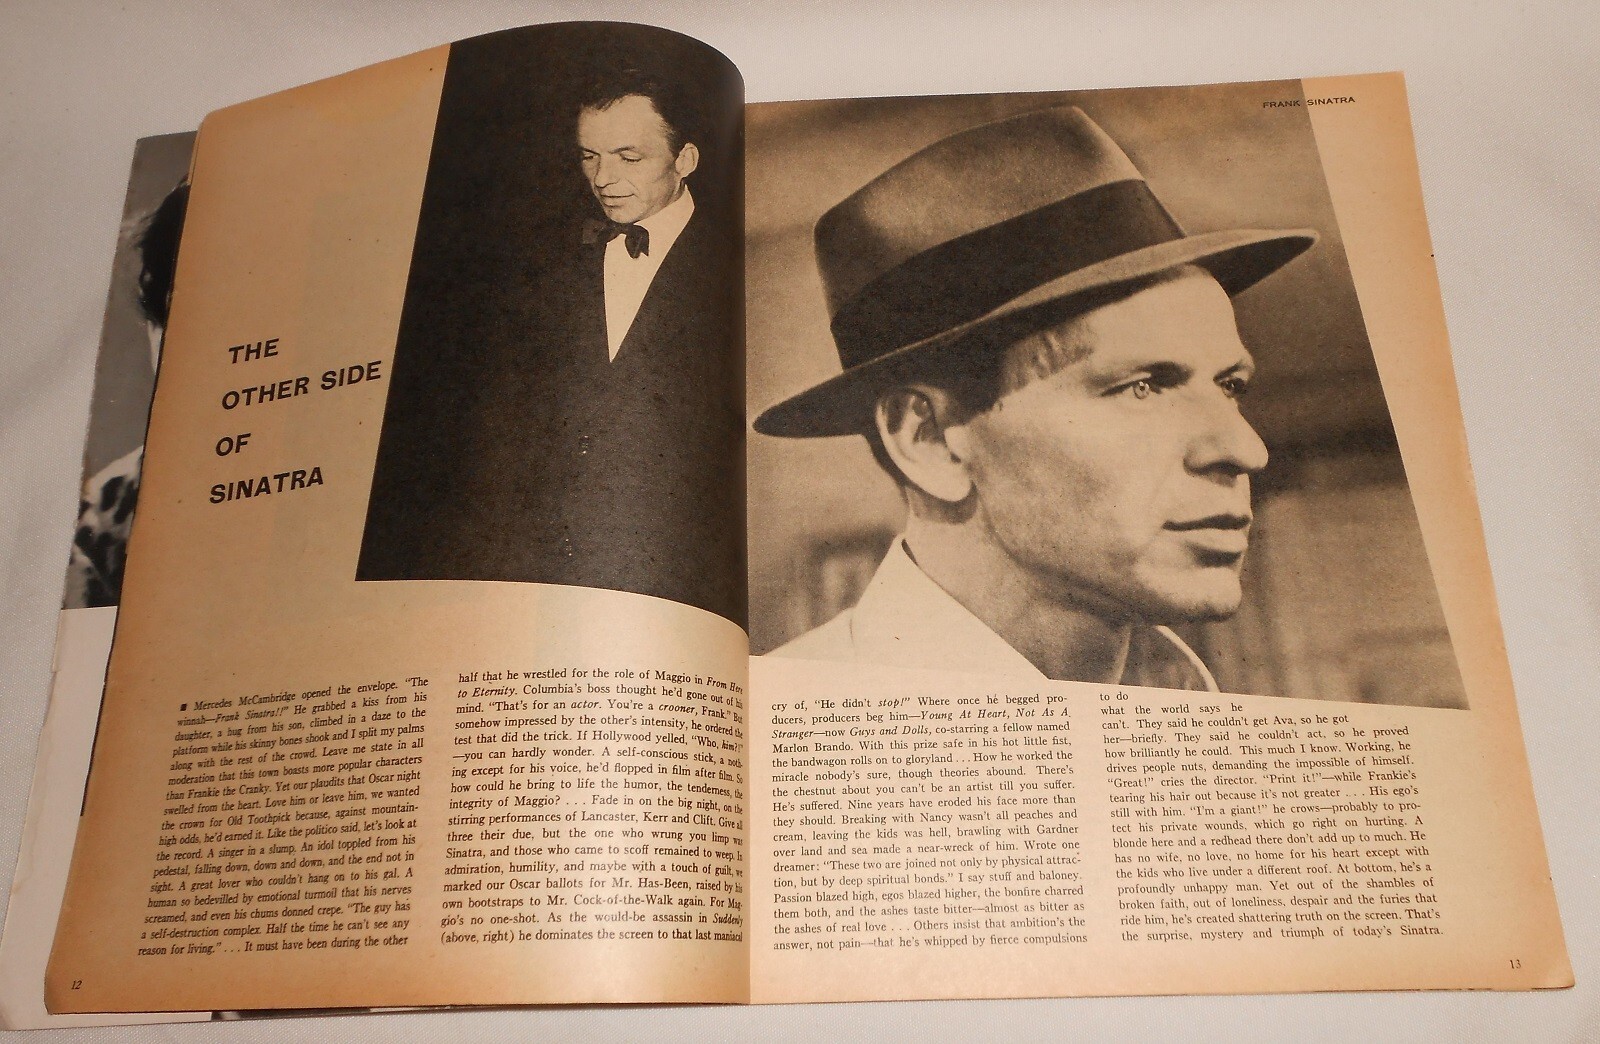 THE
OTHER SIDE
OF
SINATRA
■ Mercedes McCambridge opened the envelope. "The
winnah—Frank Sinatra!!" He grabbed a kiss from his
daughter, a hug from his son, climbed in a daze to the
platform while his skinny bones shook and I split my palms
along with the rest of the crowd. Leave me state in all
moderation that this town boasts more popular characters
than Frankie the Cranky. Yet our plaudits that Oscar night
swelled from the heart. Love him or leave him, we wanted
the crown for Old Toothpick because, against mountain-
high odds, he'd earned it. Like the politico said, let's look at
the record. A singer in a slump. An idol toppled from his
pedestal, falling down, down and down, and the end not in
sight. A great lover who couldn't hang on to his gal. A
human so bedevilled by emotional turmoil that his nerves
screamed, and even his chums donned crepe. "The guy has
a self-destruction complex. Half the time he can't see any
reason for living." . . . It must have been during the other
12
half that he wrestled for the role of Maggio in From Here
to Eternity. Columbia's boss thought he'd gone out of his
mind. "That's for an actor. You're a crooner, Frank." But
somehow impressed by the other's intensity, he ordered the
test that did the trick. If Hollywood yelled, "Who, him?!"
—you can hardly wonder. A self-conscious stick, a noth-
ing except for his voice, he'd flopped in film after film. So
how could he bring to life the humor, the tenderness, the
integrity of Maggio? . . . Fade in on the big night, on the
stirring performances of Lancaster, Kerr and Clift. Give all
three their due, but the one who wrung you limp was
Sinatra, and those who came to scoff remained to weep. In
admiration, humility, and maybe with a touch of guilt, we
marked our Oscar ballots for Mr. Has-Been, raised by his
own bootstraps to Mr. Cock-of-the-Walk again. For Mag-
gio's no one-shot. As the would-be assassin in Suddenly
(above, right) he dominates the screen to that last maniacal
FRANK SINATRA
cry of, "He didn't stop!" Where once he begged pro-
ducers, producers beg him—Young At Heart, Not As A
Stranger—now Guys and Dolls, co-starring a fellow named
Marlon Brando. With this prize safe in his hot little fist,
the bandwagon rolls on to gloryland . . . How he worked the
miracle nobody's sure, though theories abound. There's
the chestnut about you can't be an artist till you suffer.
He's suffered. Nine years have eroded his face more than
they should. Breaking with Nancy wasn't all peaches and
cream, leaving the kids was hell, brawling with Gardner
over land and sea made a near-wreck of him. Wrote one
dreamer: "These two are joined not only by physical attrac-
tion, but by deep spiritual bonds." I say stuff and baloney.
Passion blazed high, egos blazed higher, the bonfire charred
them both, and the ashes taste bitter—almost as bitter as
the ashes of real love . . . Others insist that ambition's the
answer, not pain—that he's whipped by fierce compulsions
to do
what the world says he
can't. They said he couldn't get Ava, so he got
her—briefly. They said he couldn't act, so he proved
how brilliantly he could. This much I know. Working, he
drives people nuts, demanding the impossible of himself.
"Great!" cries the director. "Print it!"—while Frankie's
tearing his hair out because it's not greater . . . His ego's
still with him. "I'm a giant!" he crows—probably to pro-
tect his private wounds, which go right on hurting. A
blonde here and a redhead there don't add up to much. He
has no wife, no love, no home for his heart except with
the kids who live under a different roof. At bottom, he's a
profoundly unhappy man. Yet out of the shambles of
broken faith, out of loneliness, despair and the furies that
ride him, he's created shattering truth on the screen. That's
the surprise, mystery and triumph of today's Sinatra.
13